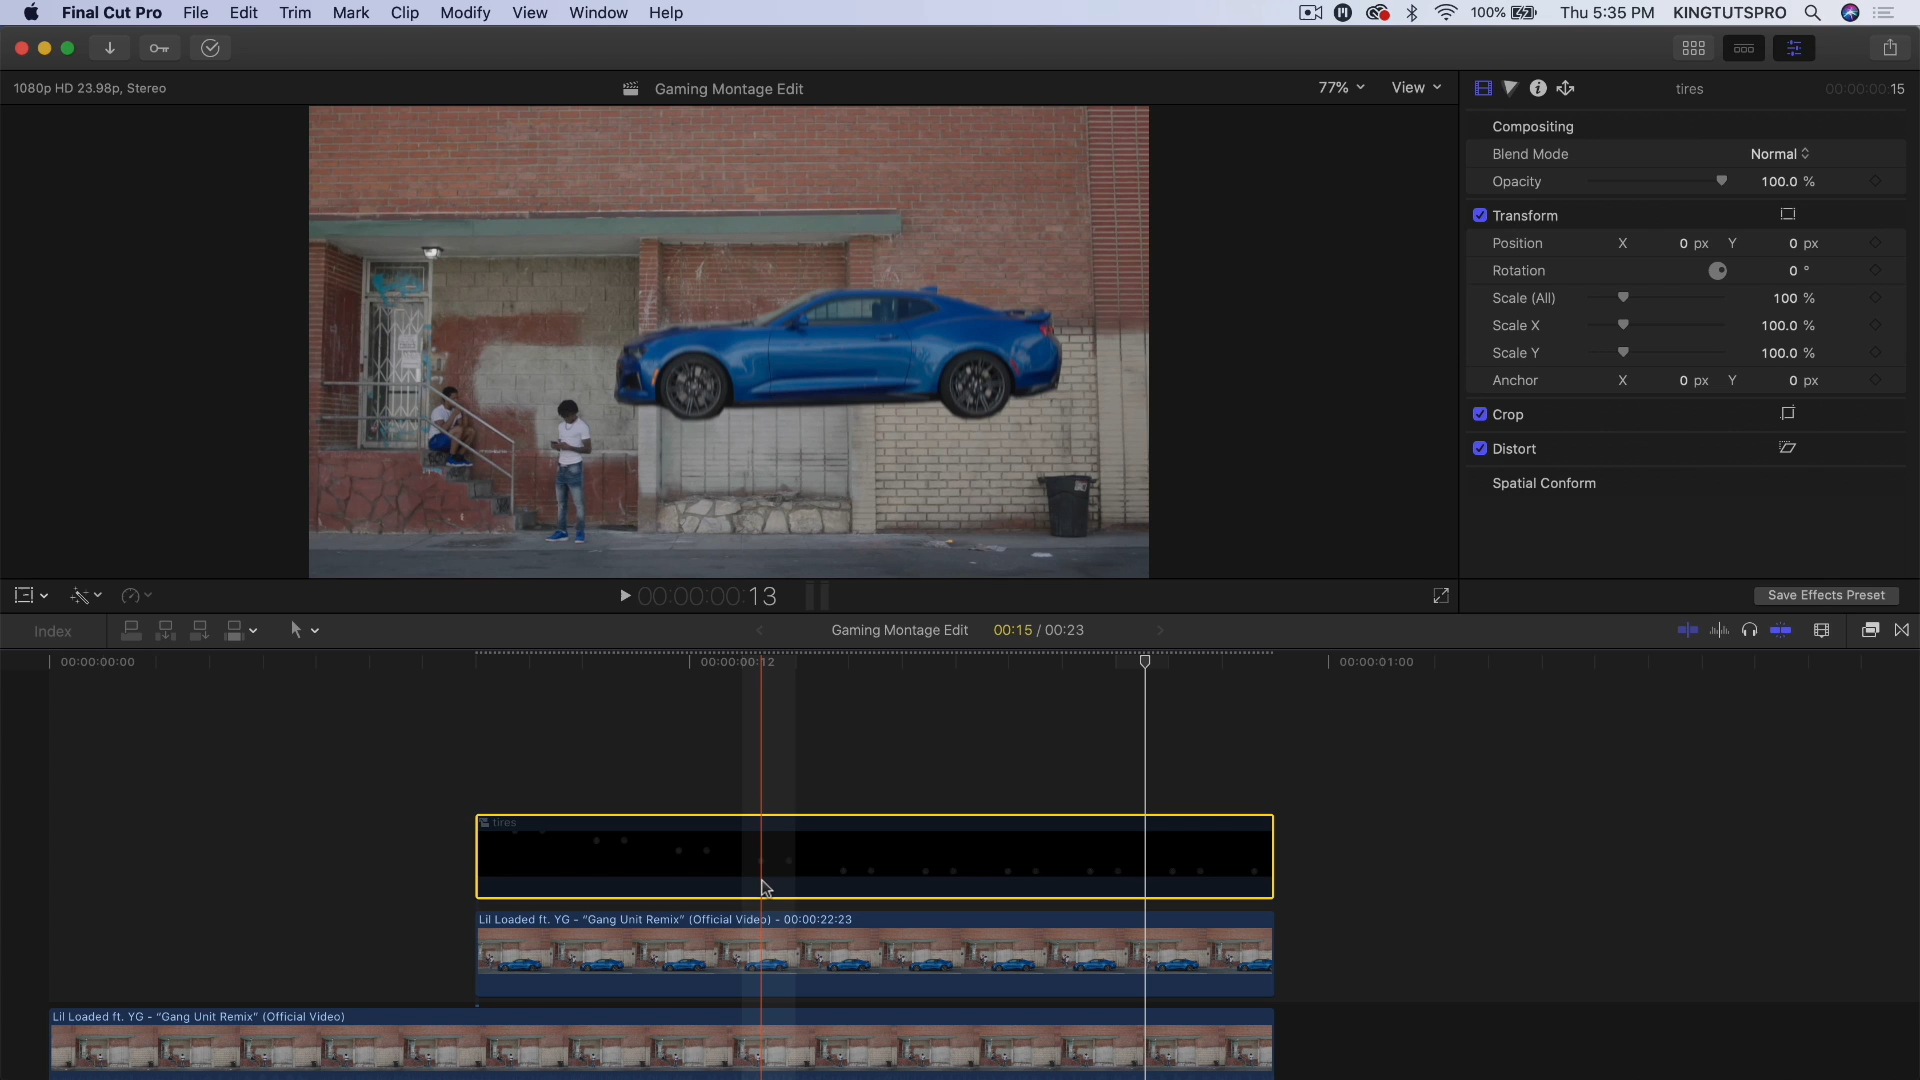 Final Cut Pro File Edit Trim Mark Clip Modify View Window Help 100% Thu 5:35 PM KINGTUTSPRO
1080p HD 23.98p, Stereo
Gaming Montage Edit
77% View
tires
00:00:00:15
Compositing
Blend Mode Normal
Opacity 100.0 %
Transform
Position X 0 px Y 0 px
Rotation 0 °
Scale (All) 100 %
Scale X 100.0 %
Scale Y 100.0 %
Anchor X 0 px Y 0 px
Crop
Distort
Spatial Conform
00:00:00:13
Save Effects Preset
Index
Gaming Montage Edit 00:15 / 00:23
00:00:00:00 00:00:00:12 00:00:01:00
tires
Lil Loaded ft. YG - “Gang Unit Remix” (Official Video) - 00:00:22:23
Lil Loaded ft. YG - “Gang Unit Remix” (Official Video)